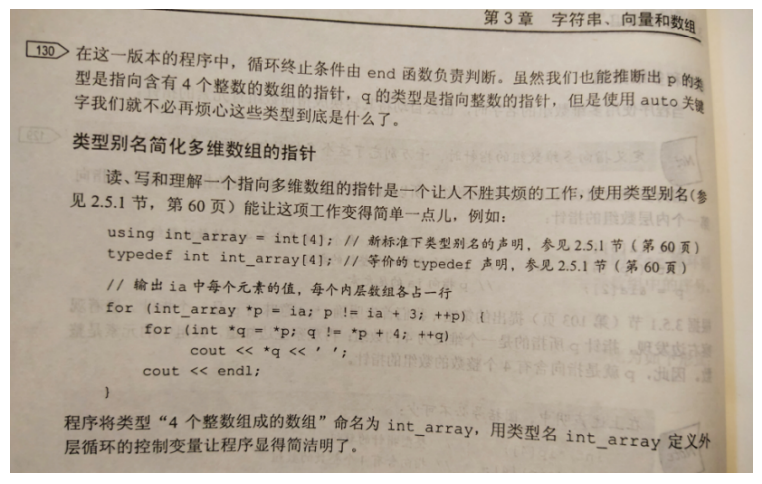 第 3 章 字符串、向量和数组
130 在这一版本的程序中，循环终止条件由 end 函数负责判断。虽然我们也能推断出 p 的类
型是指向含有 4 个整数的数组的指针，q 的类型是指向整数的指针，但是使用 auto 关键
字我们就不必再烦心这些类型到底是什么了。
类型别名简化多维数组的指针
读、写和理解一个指向多维数组的指针是一个让人不胜其烦的工作，使用类型别名（参
见 2.5.1 节，第 60 页）能让这项工作变得简单一点儿，例如：
using int_array = int[4]; // 新标准下类型别名的声明，参见 2.5.1 节（第 60 页）
typedef int int_array[4]; // 等价的 typedef 声明，参见 2.5.1 节（第 60 页）
// 输出 ia 中每个元素的值，每个内层数组各占一行
for (int_array *p = ia; p != ia + 3; ++p) {
for (int *q = *p; q != *p + 4; ++q)
cout << *q << ' ';
cout << endl;
}
程序将类型“4 个整数组成的数组”命名为 int_array，用类型名 int_array 定义外
层循环的控制变量让程序显得简洁明了。